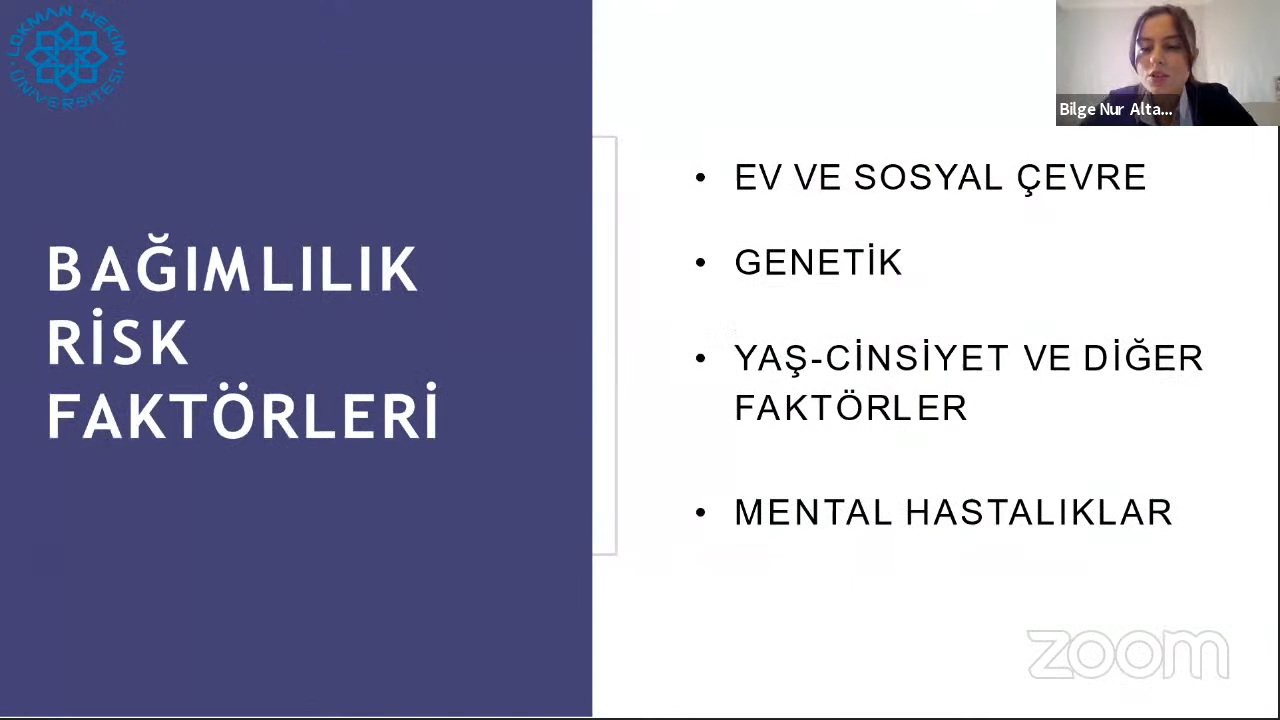 LOKMAN HEKİM
ÜNİVERSİTESİ
Bilge Nur Alta...
BAĞIMLILIK
RİSK
FAKTÖRLERİ
• EV VE SOSYAL ÇEVRE
• GENETİK
• YAŞ-CİNSİYET VE DİĞER
FAKTÖRLER
• MENTAL HASTALIKLAR
zoom